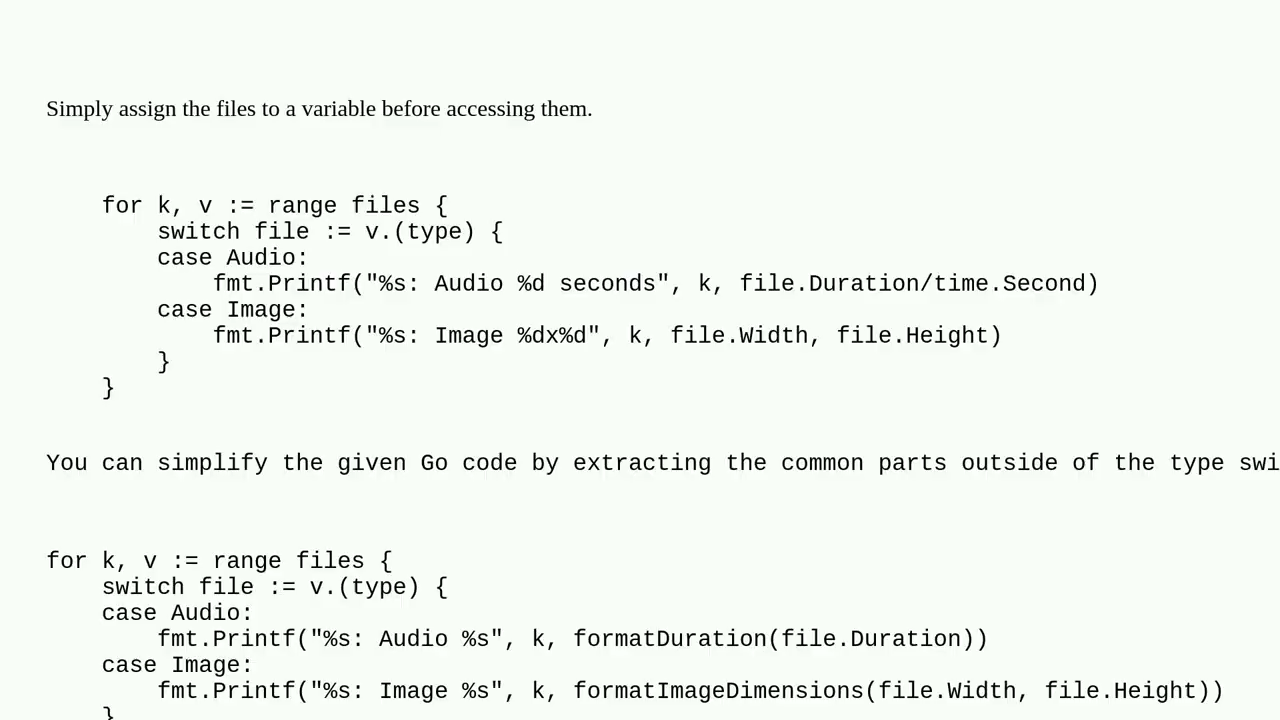 Simply assign the files to a variable before accessing them.
for k, v := range files {
switch file := v.(type) {
case Audio:
fmt.Printf("%s: Audio %d seconds", k, file.Duration/time.Second)
case Image:
fmt.Printf("%s: Image %dx%d", k, file.Width, file.Height)
}
}
You can simplify the given Go code by extracting the common parts outside of the type swi
for k, v := range files {
switch file := v.(type) {
case Audio:
fmt.Printf("%s: Audio %s", k, formatDuration(file.Duration))
case Image:
fmt.Printf("%s: Image %s", k, formatImageDimensions(file.Width, file.Height))
}